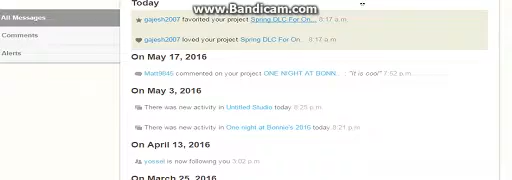 www.Bandicam.com
Today
All Messages
gajesh2007 favorited your project Spring DLC For On... 8:17 a.m.
Comments
gajesh2007 loved your project Spring DLC For On... 8:17 a.m.
Alerts
On May 17, 2016
Matt9845 commented on your project ONE NIGHT AT BONN... : "it is cool" 7:52 p.m.
On May 3, 2016
There was new activity in Untitled Studio today 8:25 p.m.
There was new activity in One night at Bonnie's 2016 today 8:21 p.m.
On April 13, 2016
yossel is now following you 3:02 p.m.
On March 25, 2016